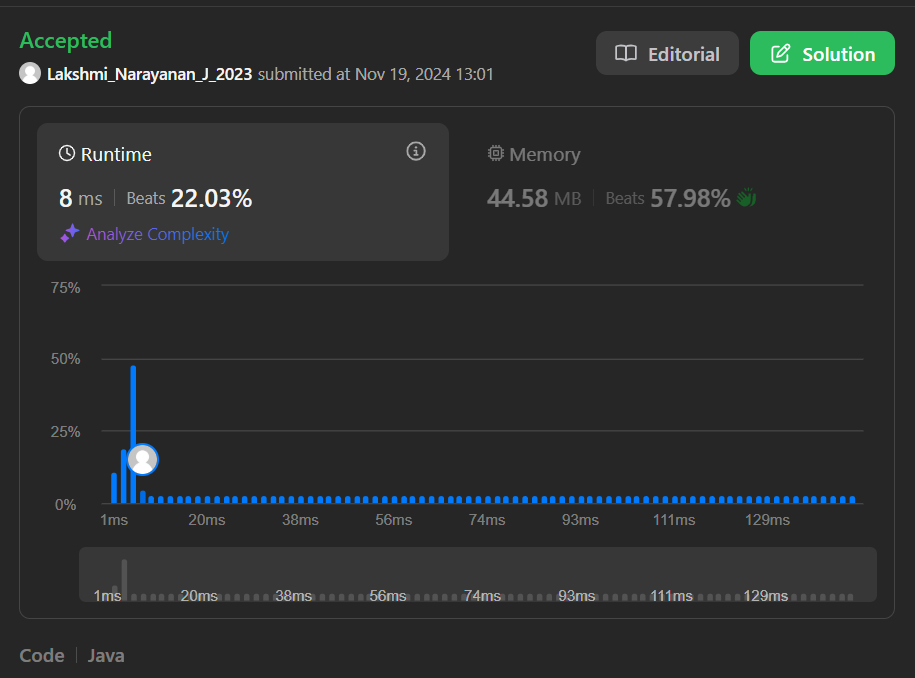 Accepted
Editorial
Solution
Lakshmi_Narayanan_J_2023 submitted at Nov 19, 2024 13:01
Runtime
Memory
8 ms | Beats 22.03%
44.58 MB | Beats 57.98%
Analyze Complexity
75%
50%
25%
0%
1ms 20ms 38ms 56ms 74ms 93ms 111ms 129ms
1ms 20ms 38ms 56ms 74ms 93ms 111ms 129ms
Code | Java